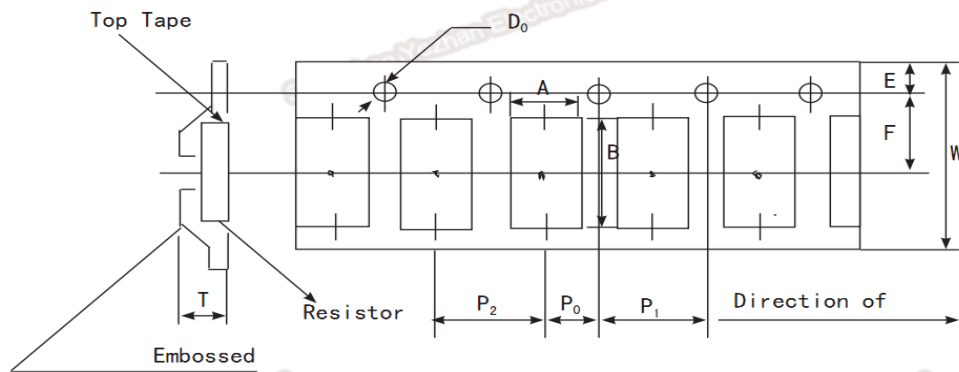 Top Tape
D₀
E
A
F
B
W
T
Resistor
P₂
P₀
P₁
Direction of
Embossed